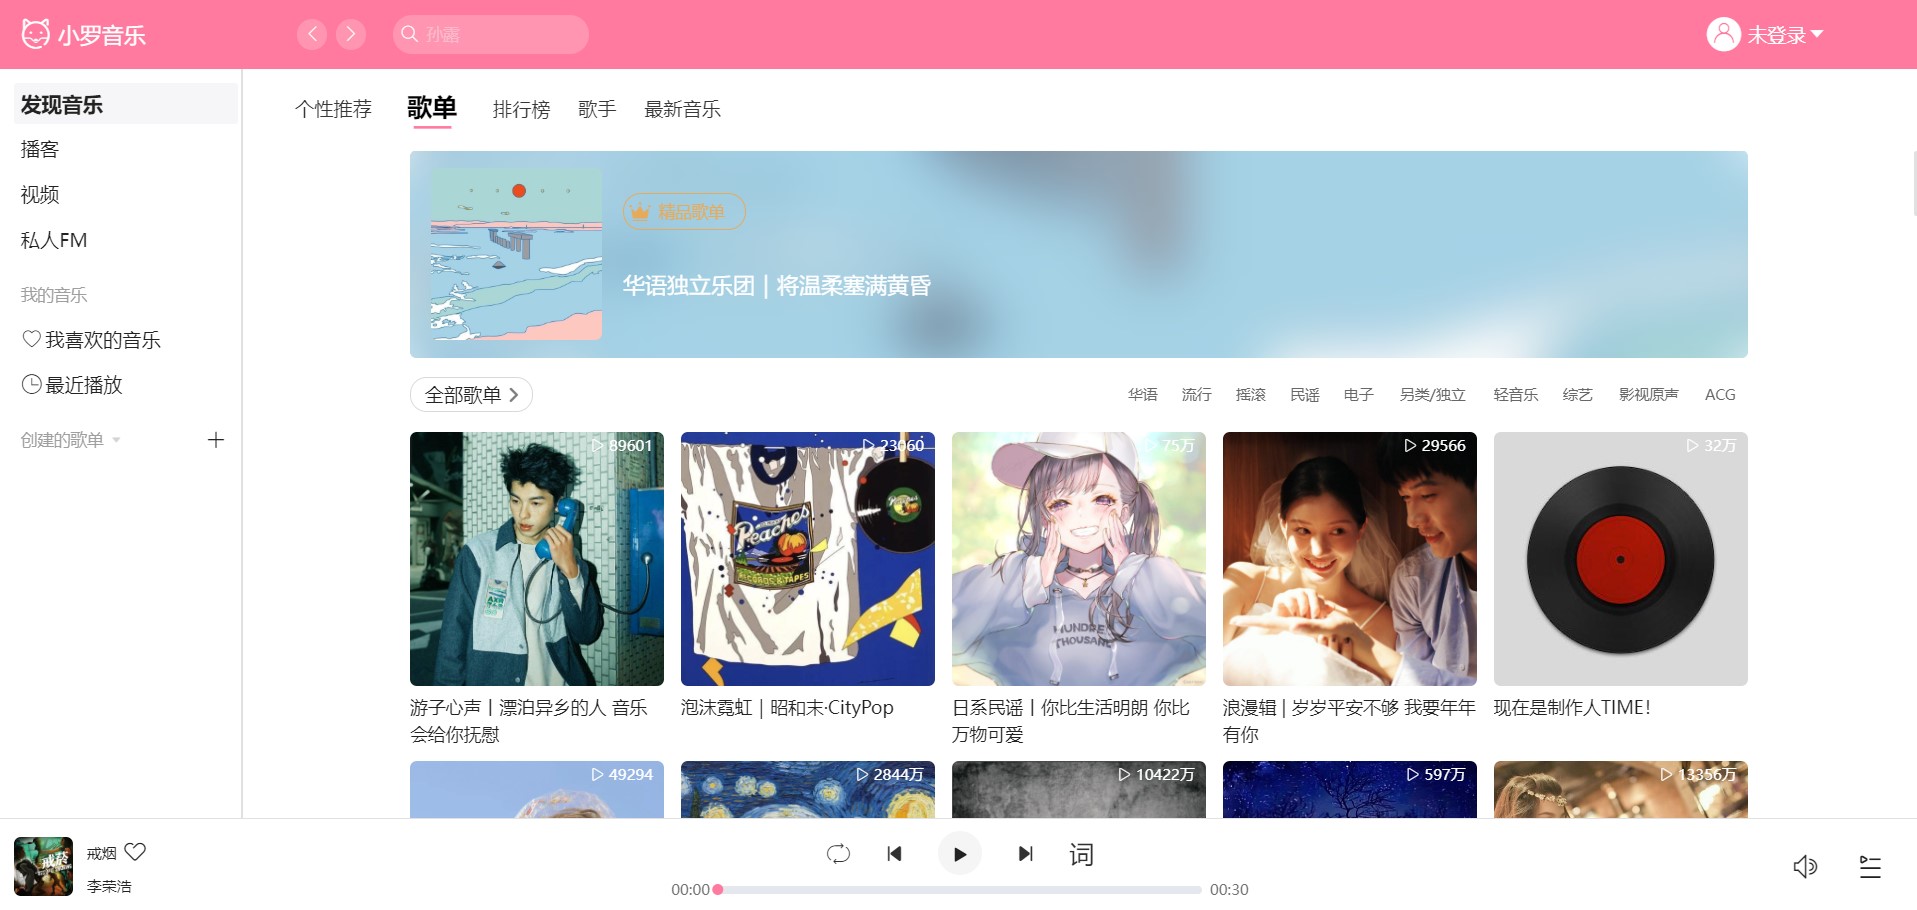 小罗音乐
孙露
未登录
发现音乐
播客
视频
私人FM
我的音乐
我喜欢的音乐
最近播放
创建的歌单
个性推荐 歌单 排行榜 歌手 最新音乐
精品歌单
华语独立乐团 | 将温柔塞满黄昏
全部歌单
华语 流行 摇滚 民谣 电子 另类/独立 轻音乐 综艺 影视原声 ACG
89601
23060
75万
29566
32万
Peaches
RECORDS & TAPES
HUNDRED
THOUSAND
游子心声丨漂泊异乡的人 音乐
会给你抚慰
泡沫霓虹 | 昭和末·CityPop
日系民谣丨你比生活明朗 你比
万物可爱
浪漫辑 | 岁岁平安不够 我要年年
有你
现在是制作人TIME！
49294
2844万
10422万
597万
13356万
戒烟
戒烟
李荣浩
词
00:00
00:30